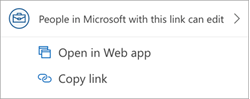 People in Microsoft with this link can edit
Open in Web app
Copy link